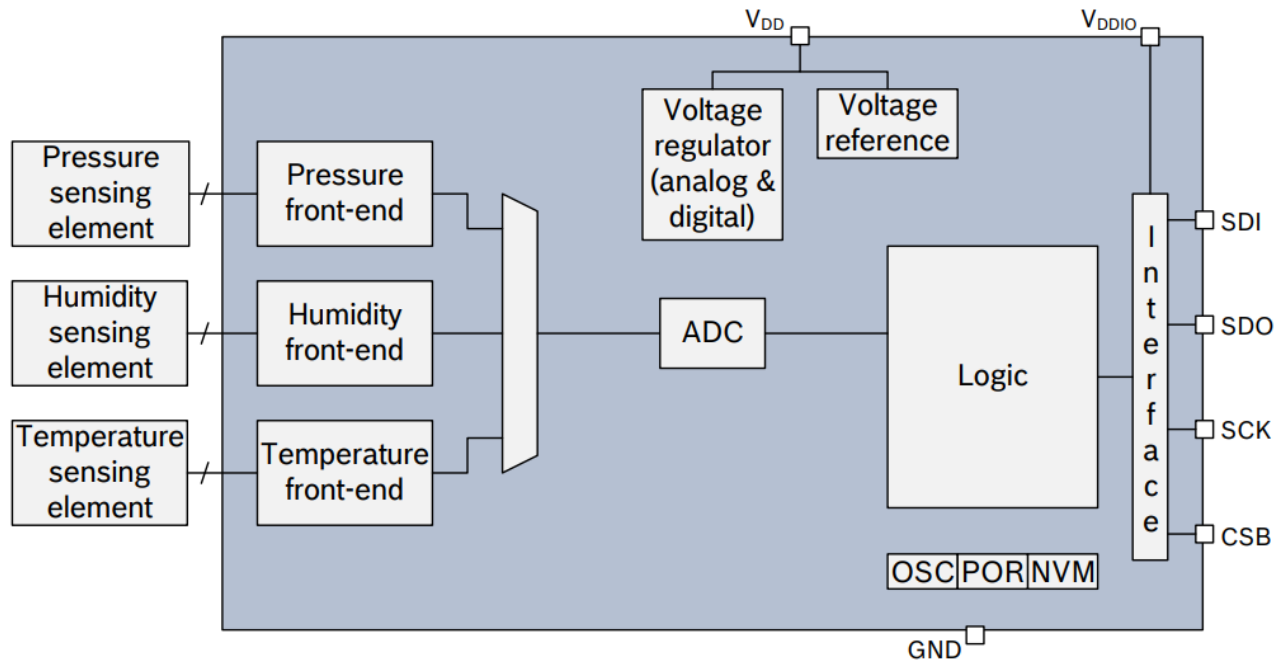 VDD
VDDIO
Voltage
regulator
(analog &
digital)
Voltage
reference
Pressure
sensing
element
Pressure
front-end
Humidity
sensing
element
Humidity
front-end
Temperature
sensing
element
Temperature
front-end
ADC
Logic
Interface
SDI
SDO
SCK
CSB
OSC POR NVM
GND